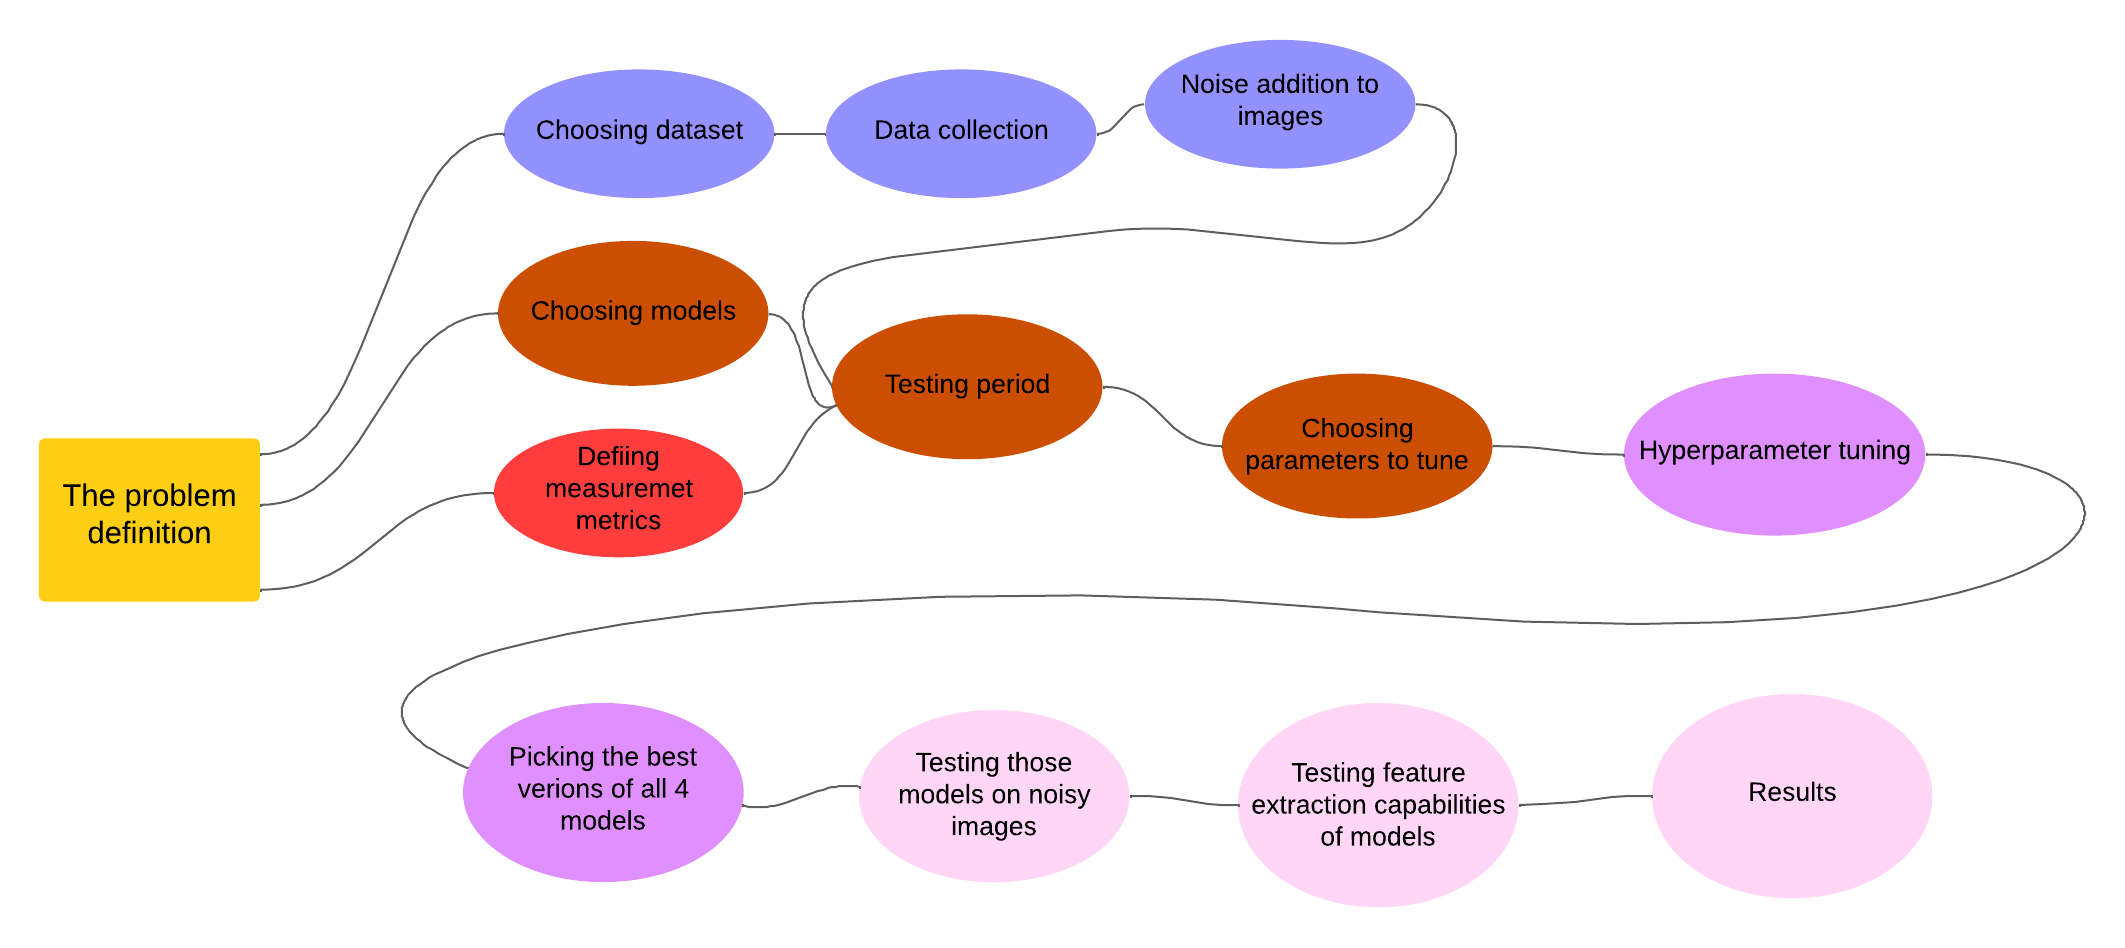 The problem
definition
Choosing dataset
Data collection
Noise addition to
images
Choosing models
Defiing
measuremet
metrics
Testing period
Choosing
parameters to tune
Hyperparameter tuning
Picking the best
verions of all 4
models
Testing those
models on noisy
images
Testing feature
extraction capabilities
of models
Results